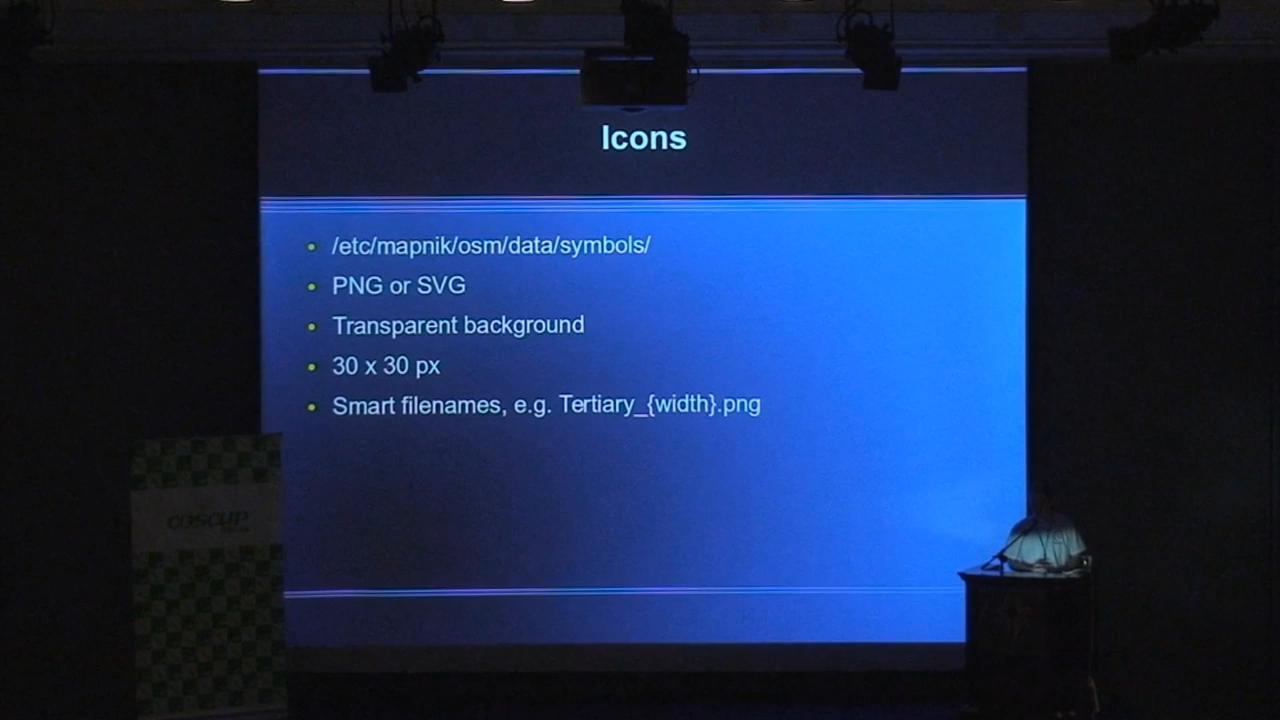 Icons
/etc/mapnik/osm/data/symbols/
PNG or SVG
Transparent background
30 x 30 px
Smart filenames, e.g. Tertiary_{width}.png
COSCUP